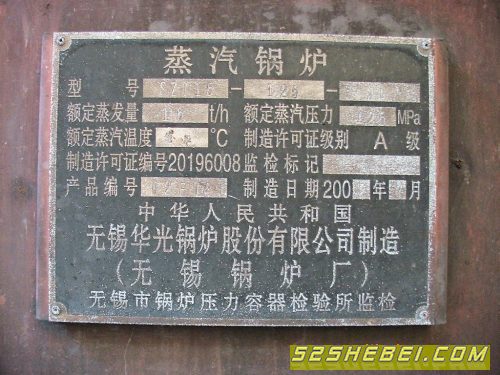 蒸汽锅炉
型 号
额定蒸发量 t/h 额定蒸汽压力 MPa
额定蒸汽温度 ℃ 制造许可证级别 A 级
制造许可证编号20196008 监检标记
产品编号 制造日期 200 年 月
中华人民共和国
无锡华光锅炉股份有限公司制造
（无锡锅炉厂）
无锡市锅炉压力容器检验所监检
52SHEBEI.COM